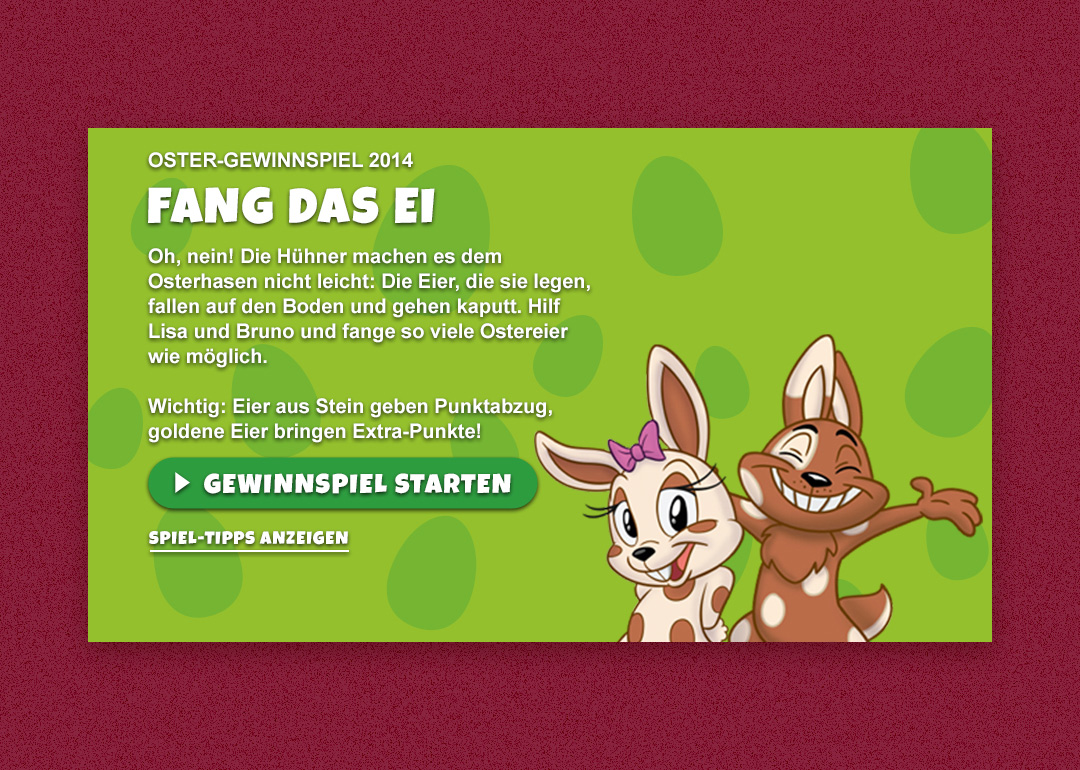 OSTER-GEWINNSPIEL 2014
FANG DAS EI
Oh, nein! Die Hühner machen es dem
Osterhasen nicht leicht: Die Eier, die sie legen,
fallen auf den Boden und gehen kaputt. Hilf
Lisa und Bruno und fange so viele Ostereier
wie möglich.
Wichtig: Eier aus Stein geben Punktabzug,
goldene Eier bringen Extra-Punkte!
GEWINNSPIEL STARTEN
SPIEL-TIPPS ANZEIGEN